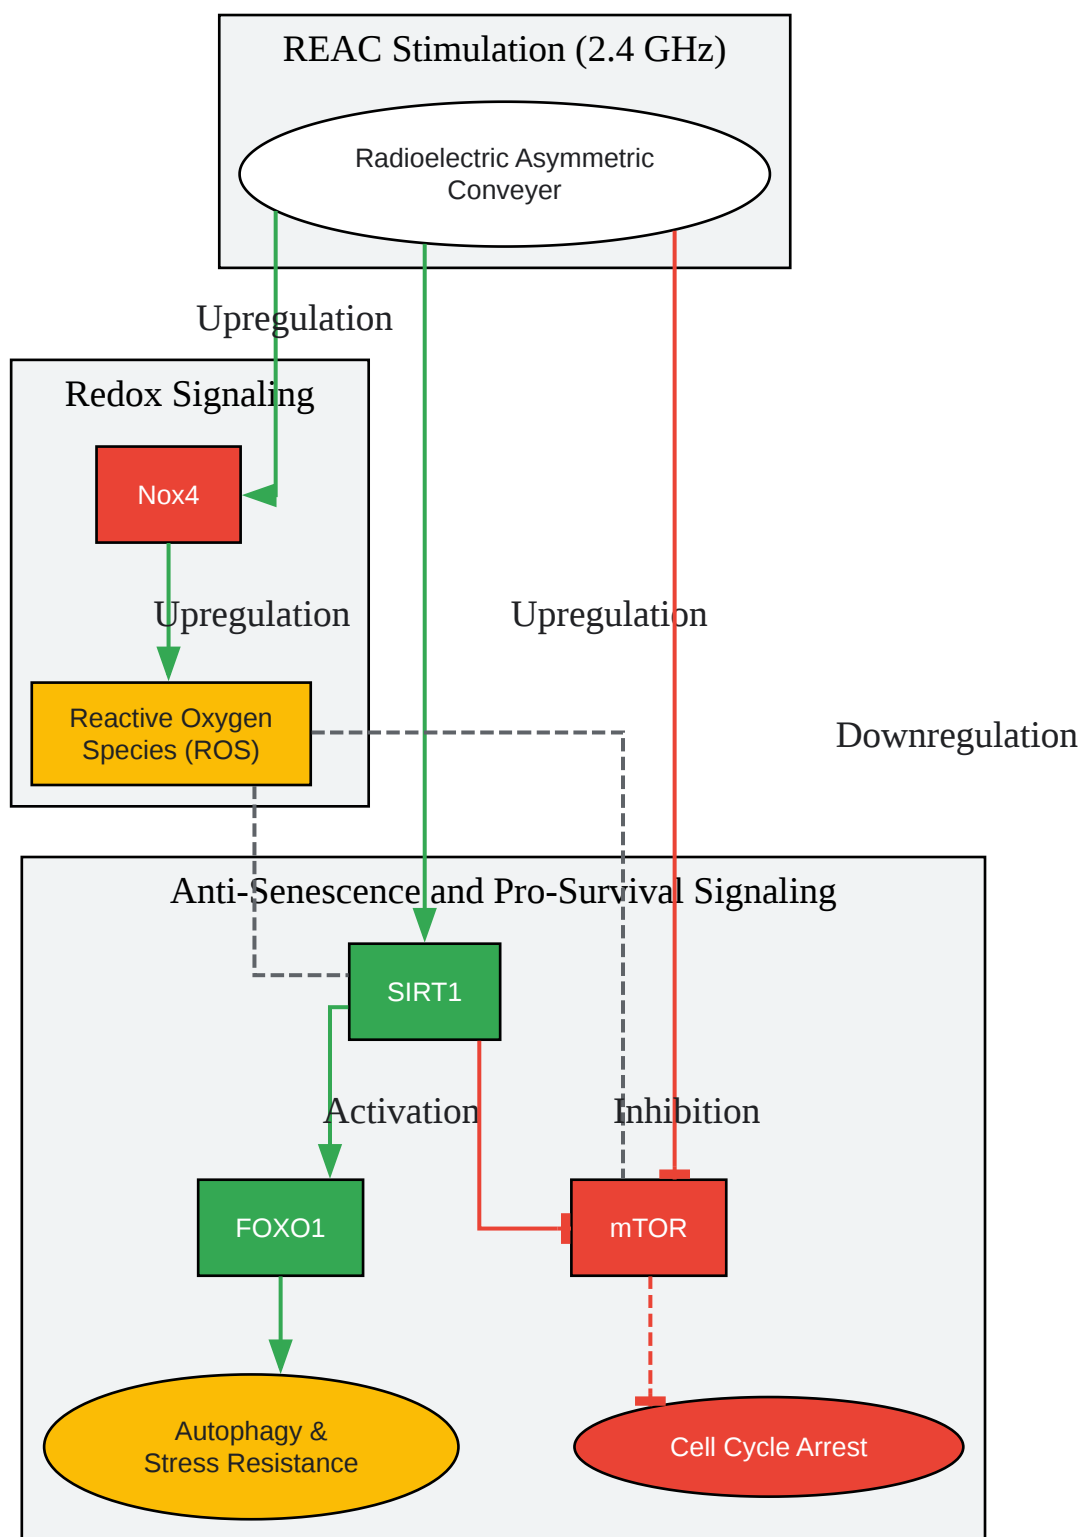 REAC Stimulation (2.4 GHz)
Radioelectric Asymmetric
Conveyer
Upregulation
Redox Signaling
Nox4
Upregulation
Upregulation
Reactive Oxygen
Species (ROS)
Downregulation
Anti-Senescence and Pro-Survival Signaling
SIRT1
Activation
Inhibition
FOXO1
mTOR
Autophagy &
Stress Resistance
Cell Cycle Arrest